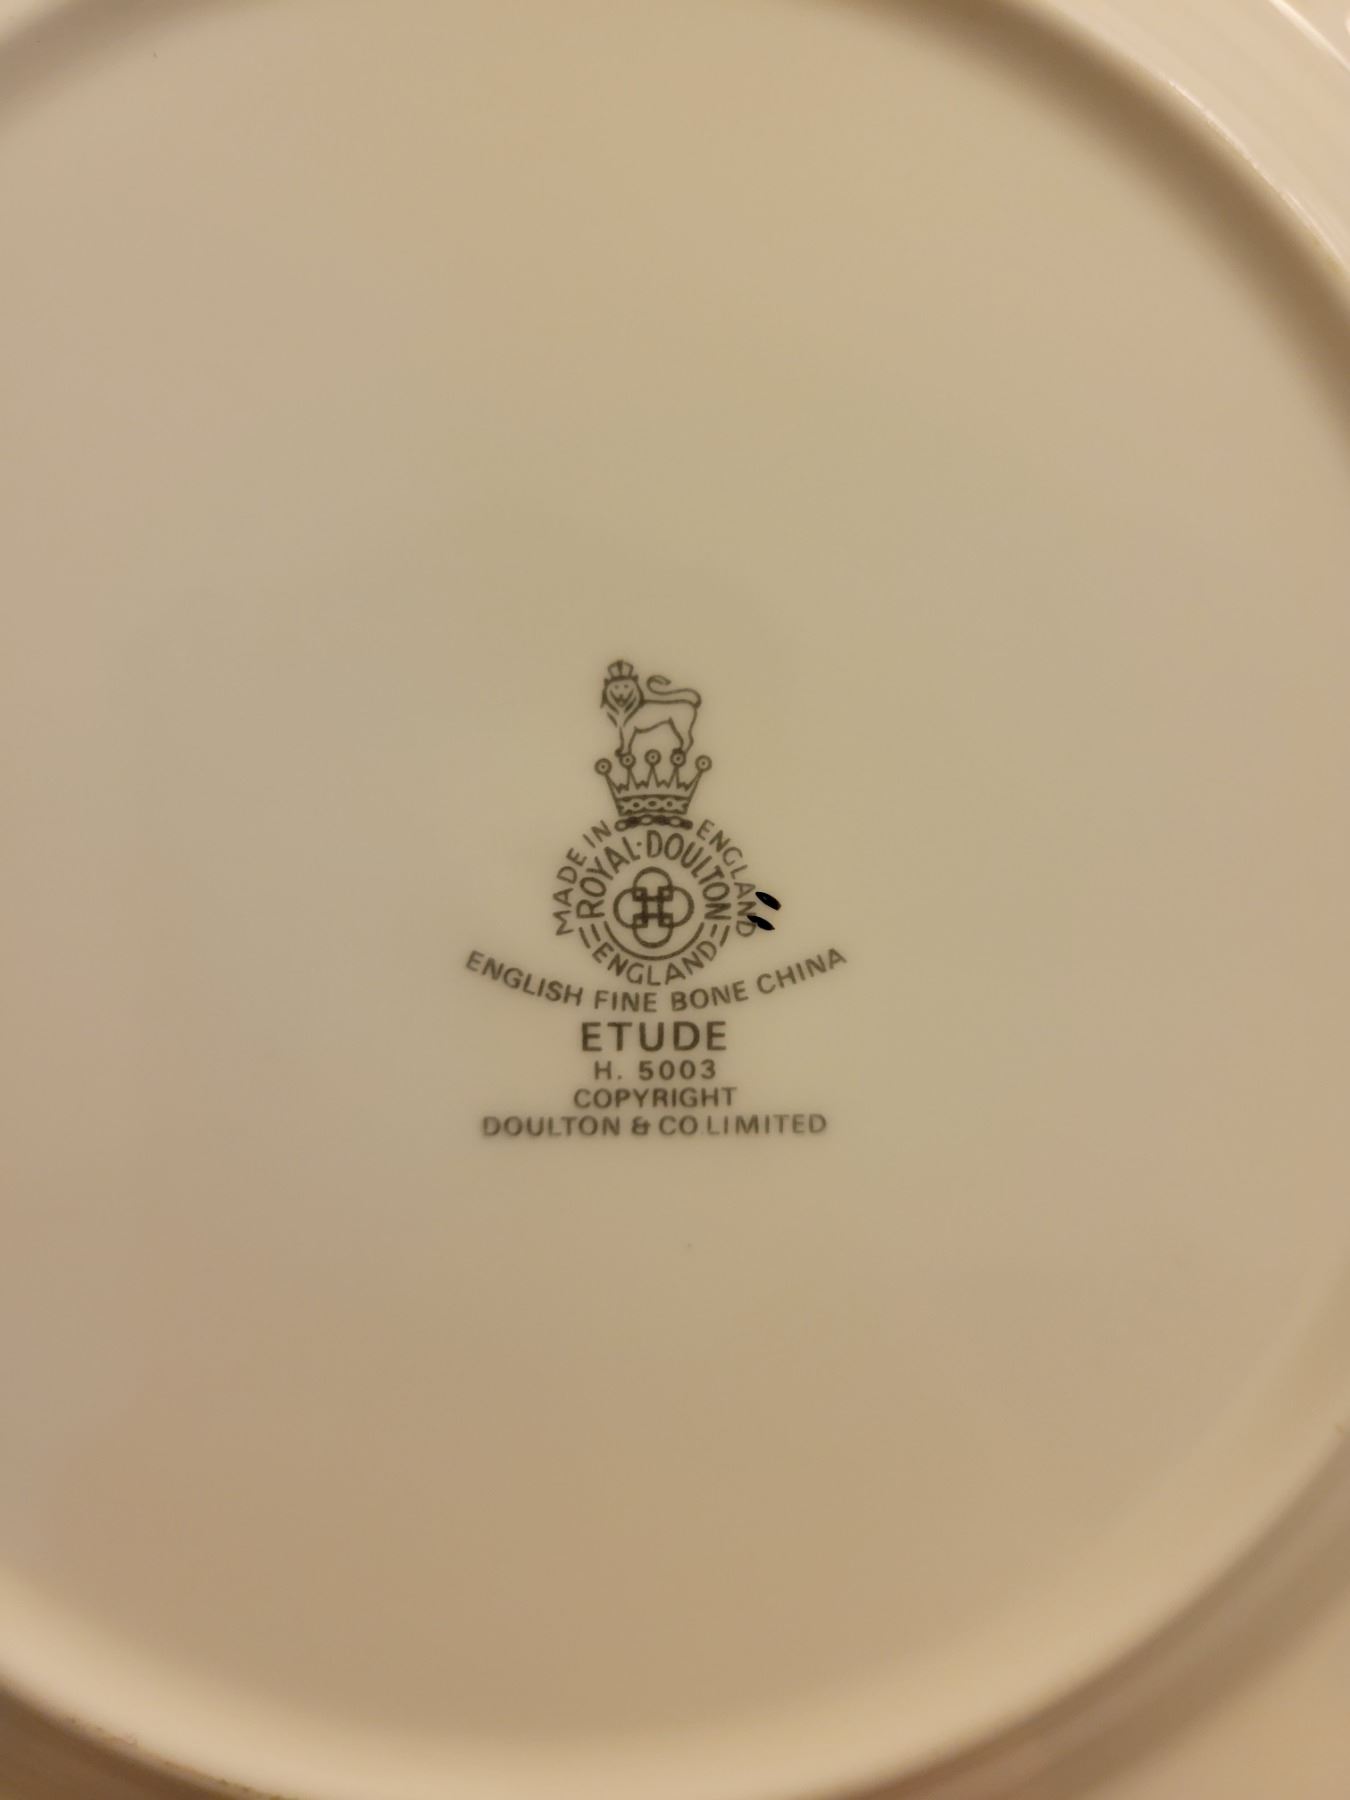 MADE IN ENGLAND
ROYAL·DOULTON
ENGLAND
ENGLISH FINE BONE CHINA
ETUDE
H. 5003
COPYRIGHT
DOULTON & CO LIMITED